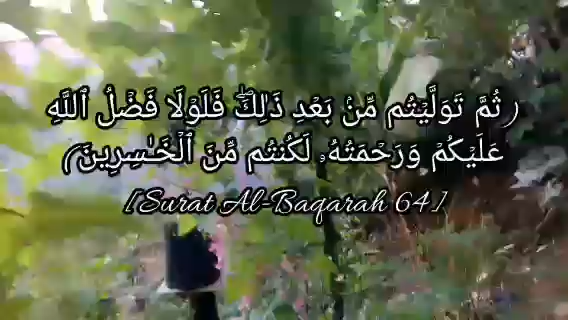 (ثُمَّ تَوَلَّيْتُم مِّنۢ بَعْدِ ذَٰلِكَ ۖ فَلَوْلَا فَضْلُ ٱللَّهِ
عَلَيْكُمْ وَرَحْمَتُهُۥ لَكُنتُم مِّنَ ٱلْخَـٰسِرِينَ)
[Surat Al-Baqarah 64]